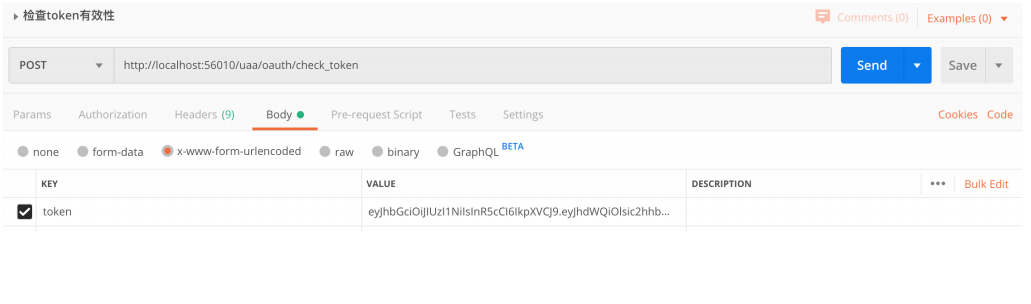 检查token有效性
Comments (0) Examples (0)
POST http://localhost:56010/uaa/oauth/check_token Send Save
Params Authorization Headers (9) Body Pre-request Script Tests Settings Cookies Code
none form-data x-www-form-urlencoded raw binary GraphQL BETA
KEY VALUE DESCRIPTION ••• Bulk Edit
token eyJhbGciOiJIUzI1NiIsInR5cCI6IkpXVCJ9.eyJhdWQiOlsic2hhb...